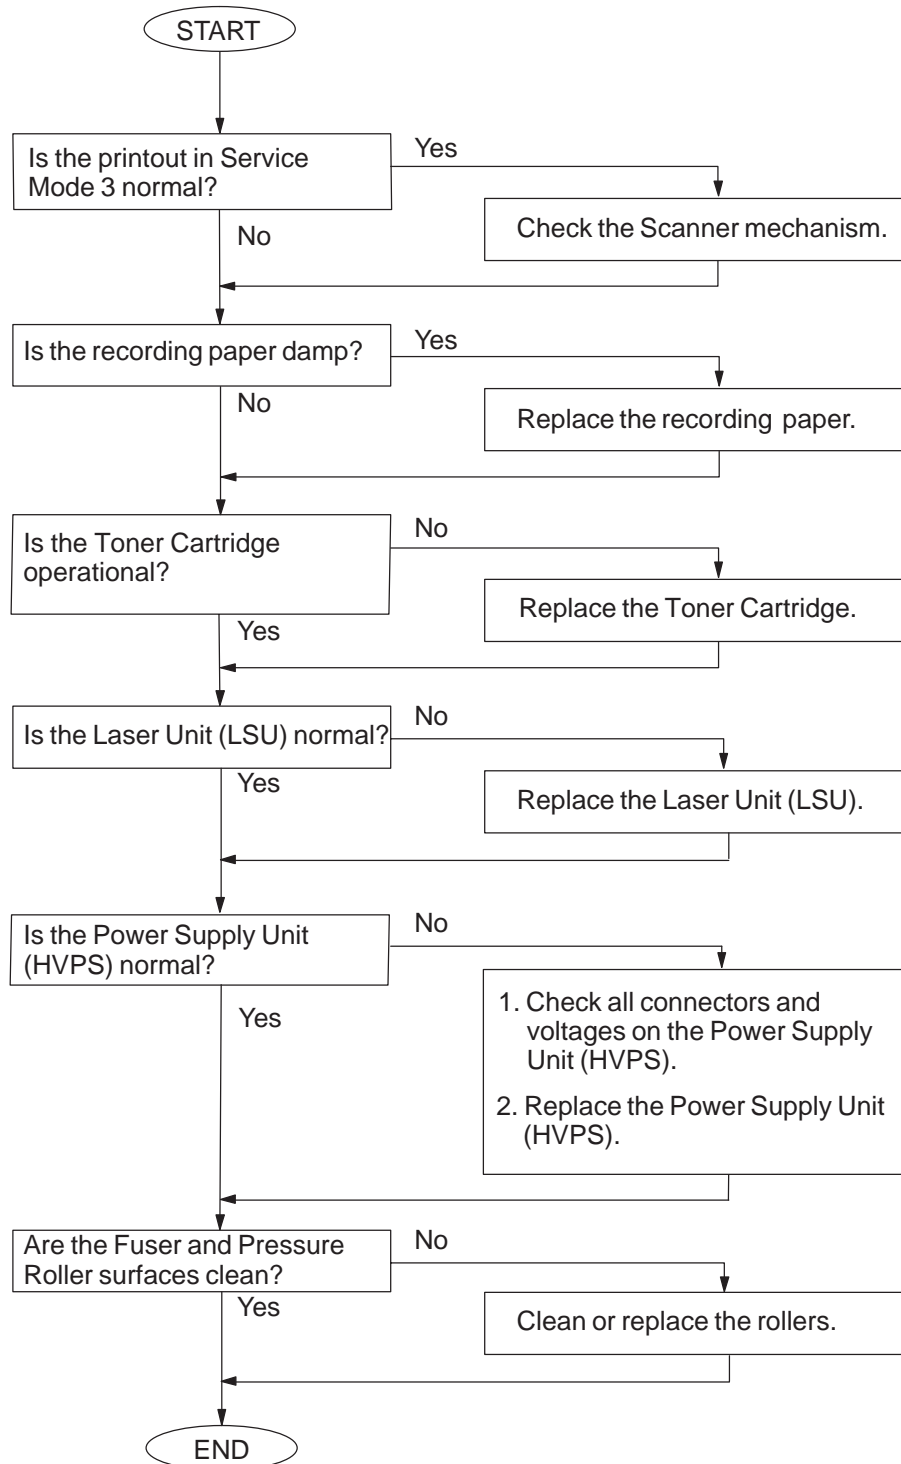 START
Is the printout in Service
Mode 3 normal?
Yes
Check the Scanner mechanism.
No
Is the recording paper damp?
Yes
Replace the recording paper.
No
Is the Toner Cartridge
operational?
No
Replace the Toner Cartridge.
Yes
Is the Laser Unit (LSU) normal?
No
Replace the Laser Unit (LSU).
Yes
Is the Power Supply Unit
(HVPS) normal?
No
1. Check all connectors and
voltages on the Power Supply
Unit (HVPS).
2. Replace the Power Supply Unit
(HVPS).
Yes
Are the Fuser and Pressure
Roller surfaces clean?
No
Clean or replace the rollers.
Yes
END